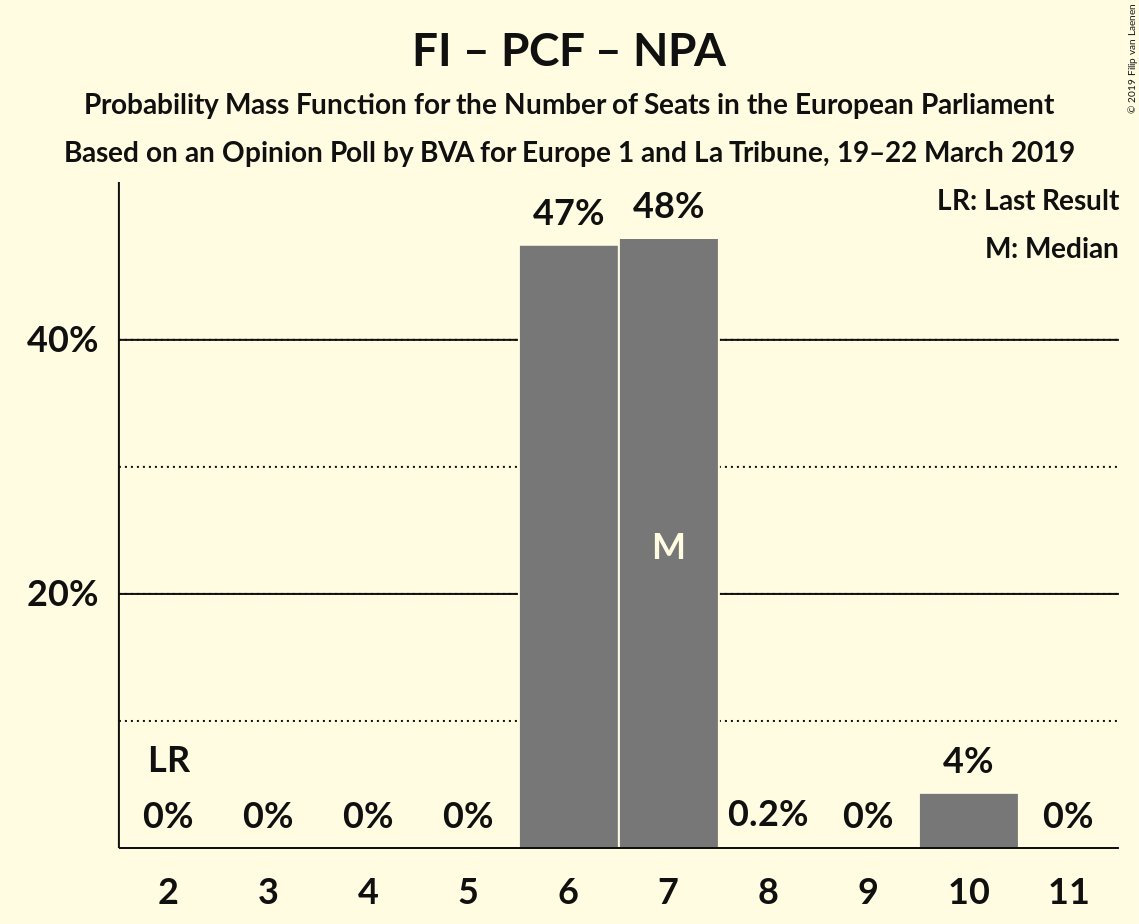 FI – PCF – NPA
Probability Mass Function for the Number of Seats in the European Parliament
Based on an Opinion Poll by BVA for Europe 1 and La Tribune, 19–22 March 2019
© 2019 Filip van Laenen
LR: Last Result
M: Median
47%
48%
40%
M
20%
LR
4%
0%
0%
0%
0%
0.2%
0%
0%
2
3
4
5
6
7
8
9
10
11